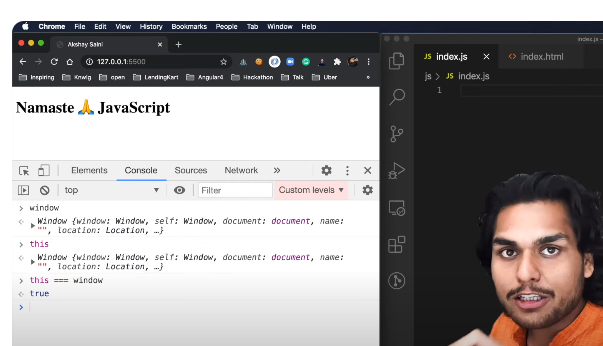 Chrome File Edit View History Bookmarks People Tab Window Help
Akshay Saini
index.js —
127.0.0.1:5500
JS index.js × <> index.html
Inspiring Knwig open LendingKart Angular4 Hackathon Talk Uber »
js > JS index.js
1
Namaste 🙏 JavaScript
Elements Console Sources Network »
top Filter Custom levels
> window
Window {window: Window, self: Window, document: document, name:
"", location: Location, …}
> this
Window {window: Window, self: Window, document: document, name:
"", location: Location, …}
> this === window
true
>